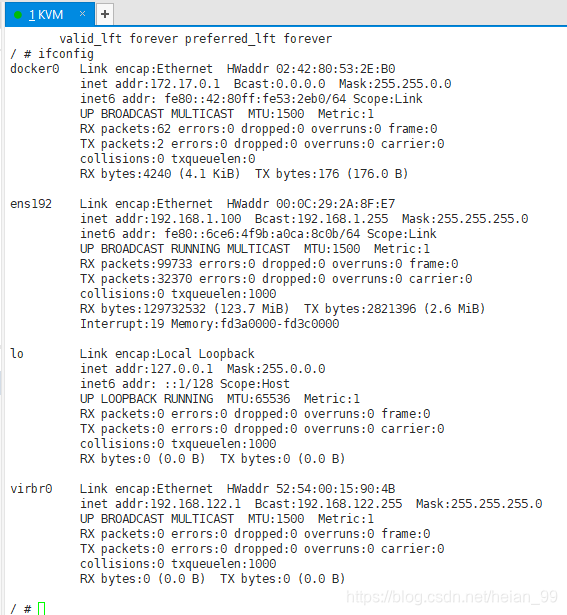 1 KVM × +
valid_lft forever preferred_lft forever
/ # ifconfig
docker0   Link encap:Ethernet  HWaddr 02:42:80:53:2E:B0
          inet addr:172.17.0.1  Bcast:0.0.0.0  Mask:255.255.0.0
          inet6 addr: fe80::42:80ff:fe53:2eb0/64 Scope:Link
          UP BROADCAST MULTICAST  MTU:1500  Metric:1
          RX packets:62 errors:0 dropped:0 overruns:0 frame:0
          TX packets:2 errors:0 dropped:0 overruns:0 carrier:0
          collisions:0 txqueuelen:0
          RX bytes:4240 (4.1 KiB)  TX bytes:176 (176.0 B)

ens192    Link encap:Ethernet  HWaddr 00:0C:29:2A:8F:E7
          inet addr:192.168.1.100  Bcast:192.168.1.255  Mask:255.255.255.0
          inet6 addr: fe80::6ce6:4f9b:a0ca:8c0b/64 Scope:Link
          UP BROADCAST RUNNING MULTICAST  MTU:1500  Metric:1
          RX packets:99733 errors:0 dropped:0 overruns:0 frame:0
          TX packets:32370 errors:0 dropped:0 overruns:0 carrier:0
          collisions:0 txqueuelen:1000
          RX bytes:129732532 (123.7 MiB)  TX bytes:2821396 (2.6 MiB)
          Interrupt:19 Memory:fd3a0000-fd3c0000

lo        Link encap:Local Loopback
          inet addr:127.0.0.1  Mask:255.0.0.0
          inet6 addr: ::1/128 Scope:Host
          UP LOOPBACK RUNNING  MTU:65536  Metric:1
          RX packets:0 errors:0 dropped:0 overruns:0 frame:0
          TX packets:0 errors:0 dropped:0 overruns:0 carrier:0
          collisions:0 txqueuelen:1000
          RX bytes:0 (0.0 B)  TX bytes:0 (0.0 B)

virbr0    Link encap:Ethernet  HWaddr 52:54:00:15:90:4B
          inet addr:192.168.122.1  Bcast:192.168.122.255  Mask:255.255.255.0
          UP BROADCAST MULTICAST  MTU:1500  Metric:1
          RX packets:0 errors:0 dropped:0 overruns:0 frame:0
          TX packets:0 errors:0 dropped:0 overruns:0 carrier:0
          collisions:0 txqueuelen:1000
          RX bytes:0 (0.0 B)  TX bytes:0 (0.0 B)

/ #
https://blog.csdn.net/heian_99